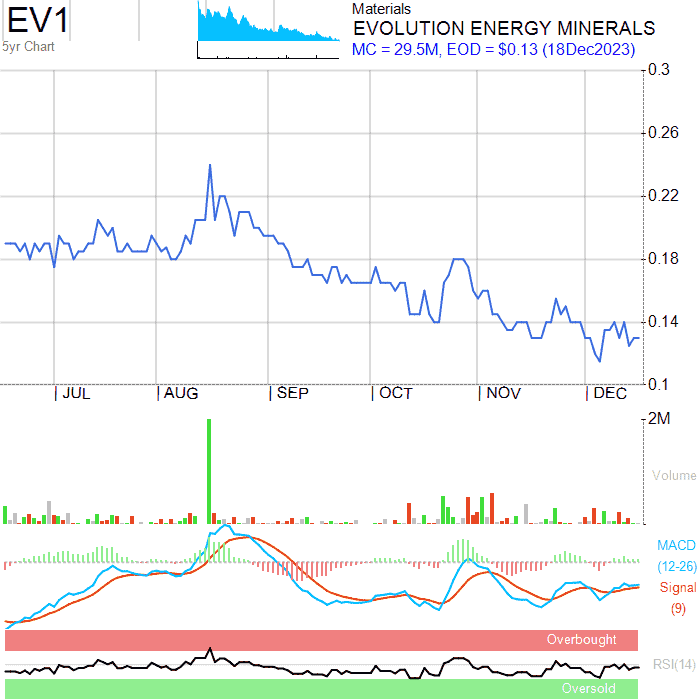 EV1
5yr Chart
Materials
EVOLUTION ENERGY MINERALS
MC = 29.5M, EOD = $0.13 (18Dec2023)
0.3
0.26
0.22
0.18
0.14
0.1
JUL AUG SEP OCT NOV DEC
2M
Volume
MACD
(12-26)
Signal
(9)
Overbought
RSI(14)
Oversold